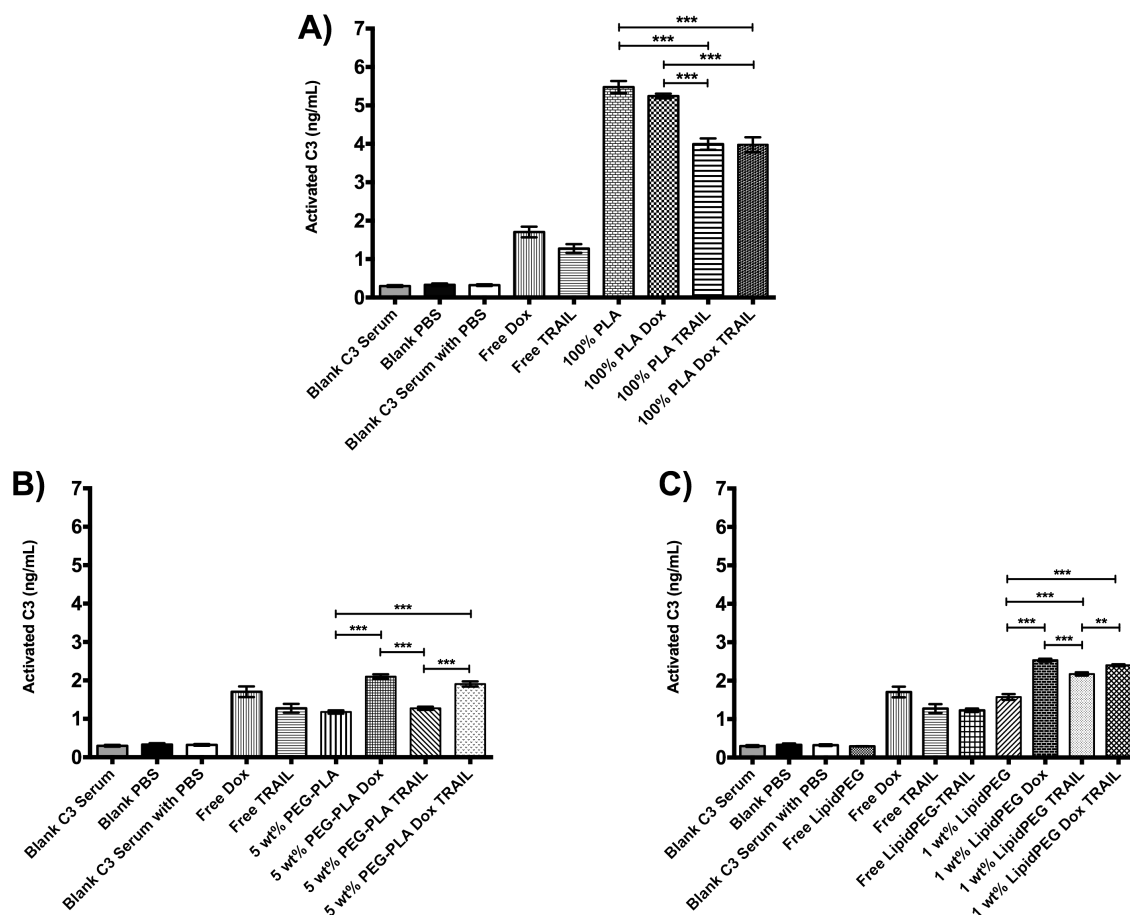 A)
Activated C3 (ng/mL)
7
6
5
4
3
2
1
0
***
***
***
***
Blank C3 Serum
Blank PBS
Blank C3 Serum with PBS
Free Dox
Free TRAIL
100% PLA
100% PLA Dox
100% PLA TRAIL
100% PLA Dox TRAIL
B)
Activated C3 (ng/mL)
7
6
5
4
3
2
1
0
***
***
***
***
Blank C3 Serum
Blank PBS
Blank C3 Serum with PBS
Free Dox
Free TRAIL
5 wt% PEG-PLA
5 wt% PEG-PLA Dox
5 wt% PEG-PLA TRAIL
5 wt% PEG-PLA Dox TRAIL
C)
Activated C3 (ng/mL)
7
6
5
4
3
2
1
0
***
***
***
**
***
Blank C3 Serum
Blank PBS
Blank C3 Serum with PBS
Free LipidPEG
Free Dox
Free TRAIL
Free LipidPEG-TRAIL
1 wt% LipidPEG
1 wt% LipidPEG Dox
1 wt% LipidPEG TRAIL
1 wt% LipidPEG Dox TRAIL